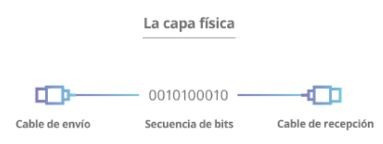 La capa física
0010100010
Cable de envío
Secuencia de bits
Cable de recepción